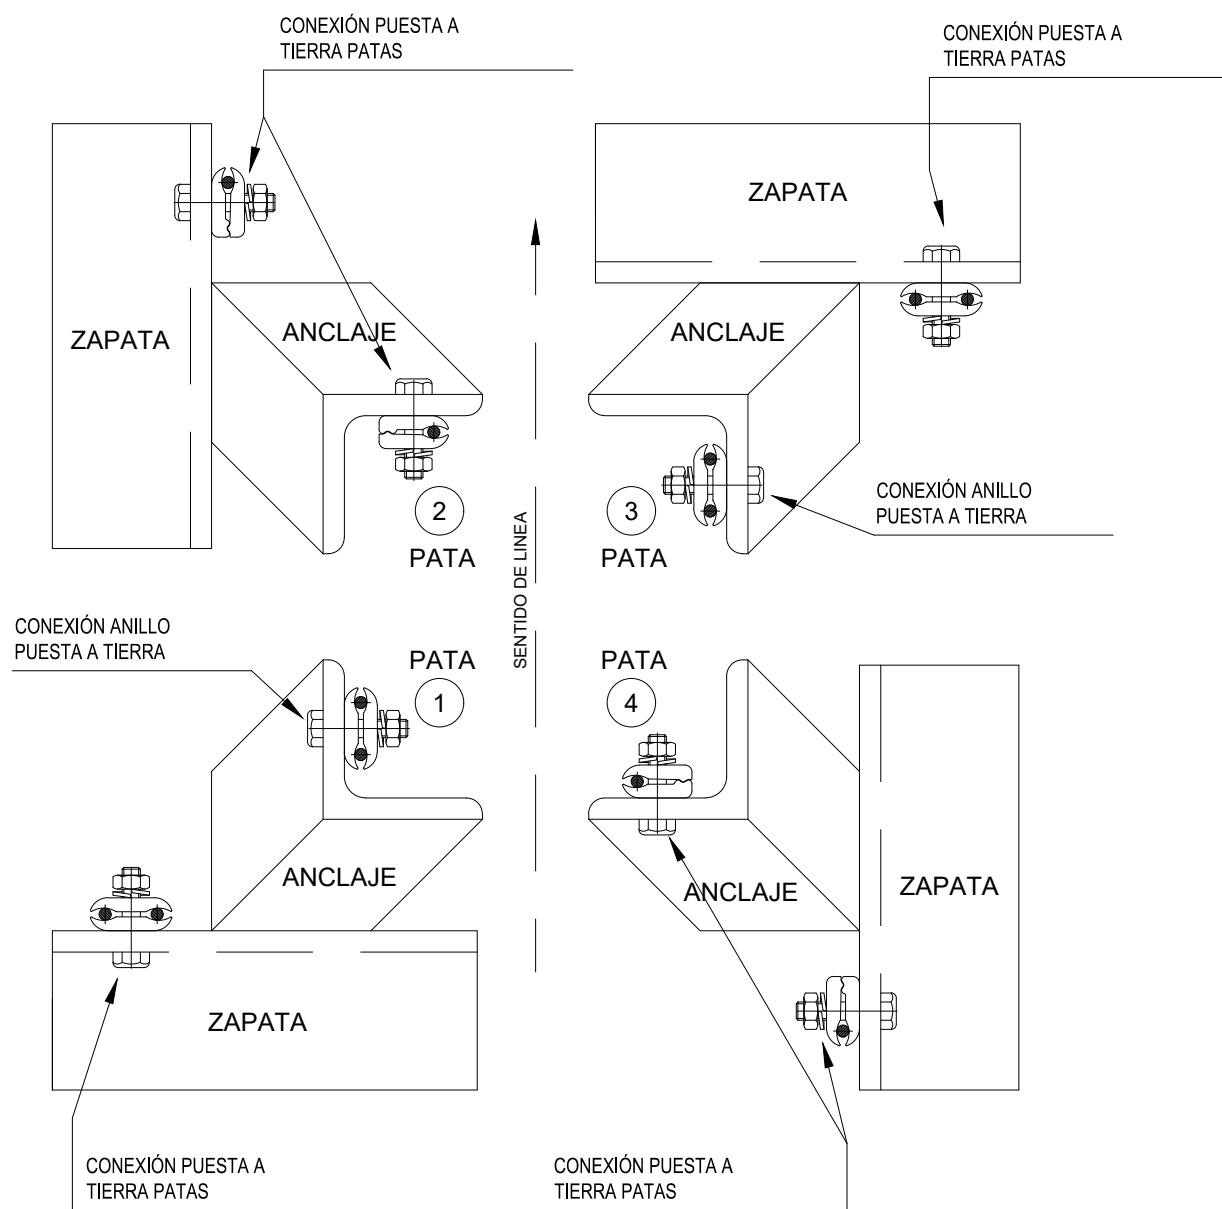 CONEXIÓN PUESTA A
TIERRA PATAS
CONEXIÓN PUESTA A
TIERRA PATAS
ZAPATA
ZAPATA
ANCLAJE
ANCLAJE
2
PATA
3
PATA
CONEXIÓN ANILLO
PUESTA A TIERRA
SENTIDO DE LINEA
CONEXIÓN ANILLO
PUESTA A TIERRA
PATA
1
PATA
4
ANCLAJE
ANCLAJE
ZAPATA
ZAPATA
CONEXIÓN PUESTA A
TIERRA PATAS
CONEXIÓN PUESTA A
TIERRA PATAS